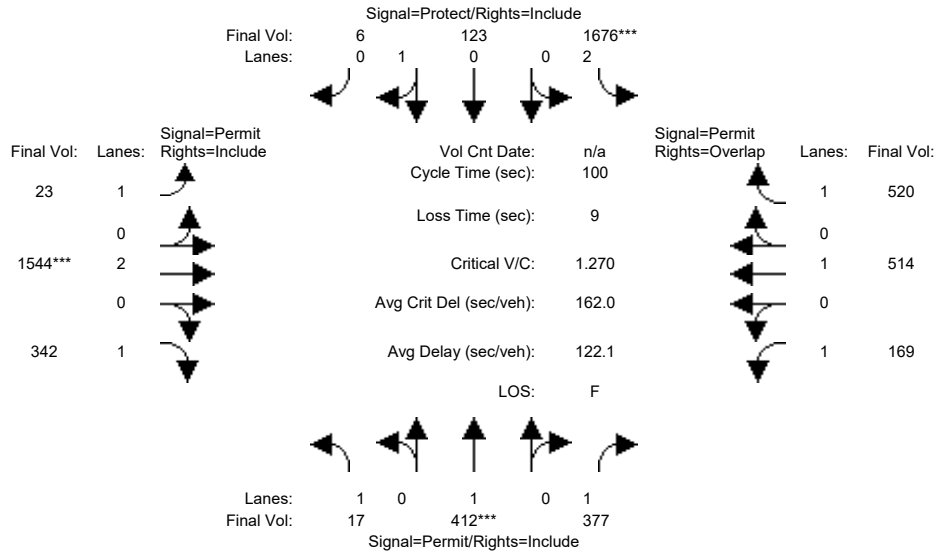 Signal=Protect/Rights=Include
Final Vol: 6 123 1676***
Lanes: 0 1 0 0 2
Signal=Permit
Final Vol: Lanes: Rights=Include
Vol Cnt Date: n/a
Signal=Permit
Rights=Overlap Lanes: Final Vol:
Cycle Time (sec): 100
23 1
1 520
Loss Time (sec): 9
0
0
1544*** 2
Critical V/C: 1.270
1 514
0
Avg Crit Del (sec/veh): 162.0
0
342 1
Avg Delay (sec/veh): 122.1
1 169
LOS: F
Lanes: 1 0 1 0 1
Final Vol: 17 412*** 377
Signal=Permit/Rights=Include